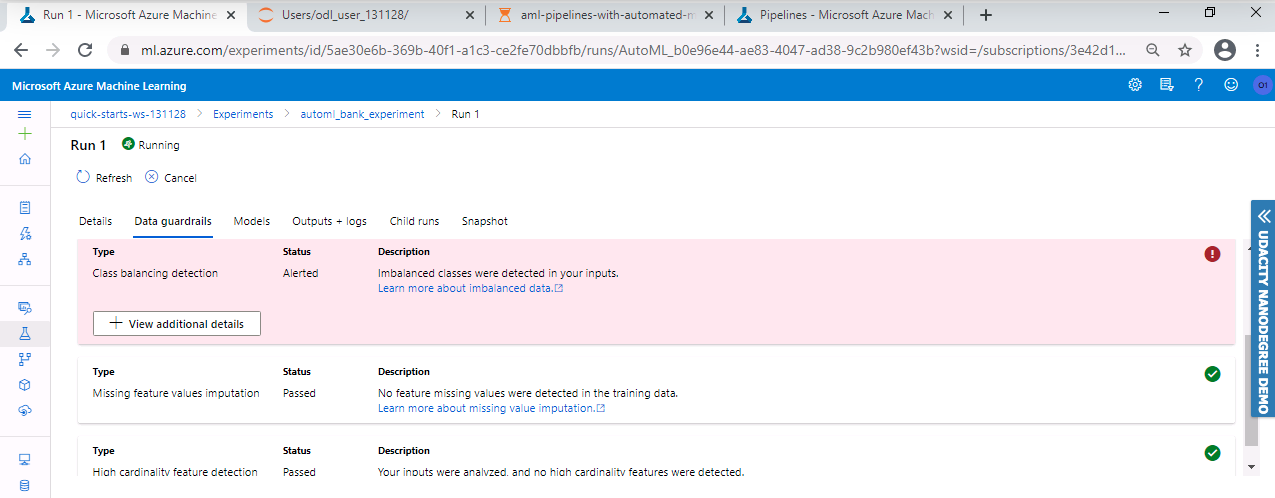 Run 1 - Microsoft Azure Machine
Users/odl_user_131128/
aml-pipelines-with-automated-m
Pipelines - Microsoft Azure Mach
ml.azure.com/experiments/id/5ae30e6b-369b-40f1-a1c3-ce2fe70dbbfb/runs/AutoML_b0e96e44-ae83-4047-ad38-9c2b980ef43b?wsid=/subscriptions/3e42d1...
Microsoft Azure Machine Learning
O1
quick-starts-ws-131128 > Experiments > automl_bank_experiment > Run 1
Run 1 Running
Refresh Cancel
Details Data guardrails Models Outputs + logs Child runs Snapshot
Type Status Description
Class balancing detection Alerted Imbalanced classes were detected in your inputs.
Learn more about imbalanced data.
+ View additional details
Type Status Description
Missing feature values imputation Passed No feature missing values were detected in the training data.
Learn more about missing value imputation.
Type Status Description
High cardinality feature detection Passed Your inputs were analyzed, and no high cardinality features were detected.
UDACITY NANODEGREE DEMO